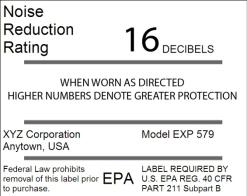 Noise
Reduction
Rating
16 DECIBELS
WHEN WORN AS DIRECTED
HIGHER NUMBERS DENOTE GREATER PROTECTION
XYZ Corporation
Anytown, USA
Model EXP 579
Federal Law prohibits
removal of this label prior
to purchase.
EPA
LABEL REQUIRED BY
U.S. EPA REG. 40 CFR
PART 211 Subpart B